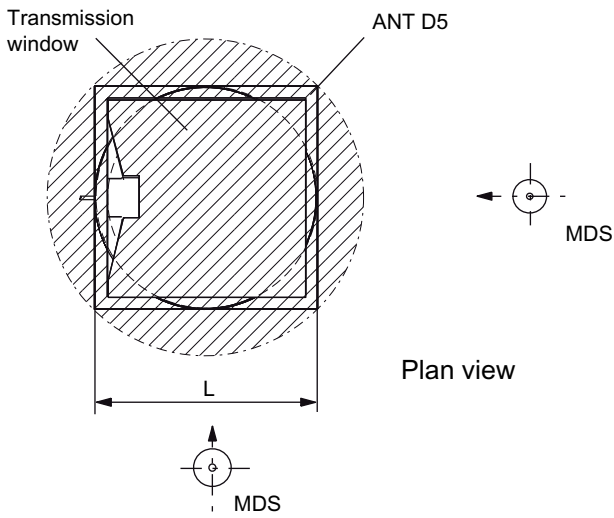 Transmission
window
ANT D5
MDS
Plan view
L
MDS